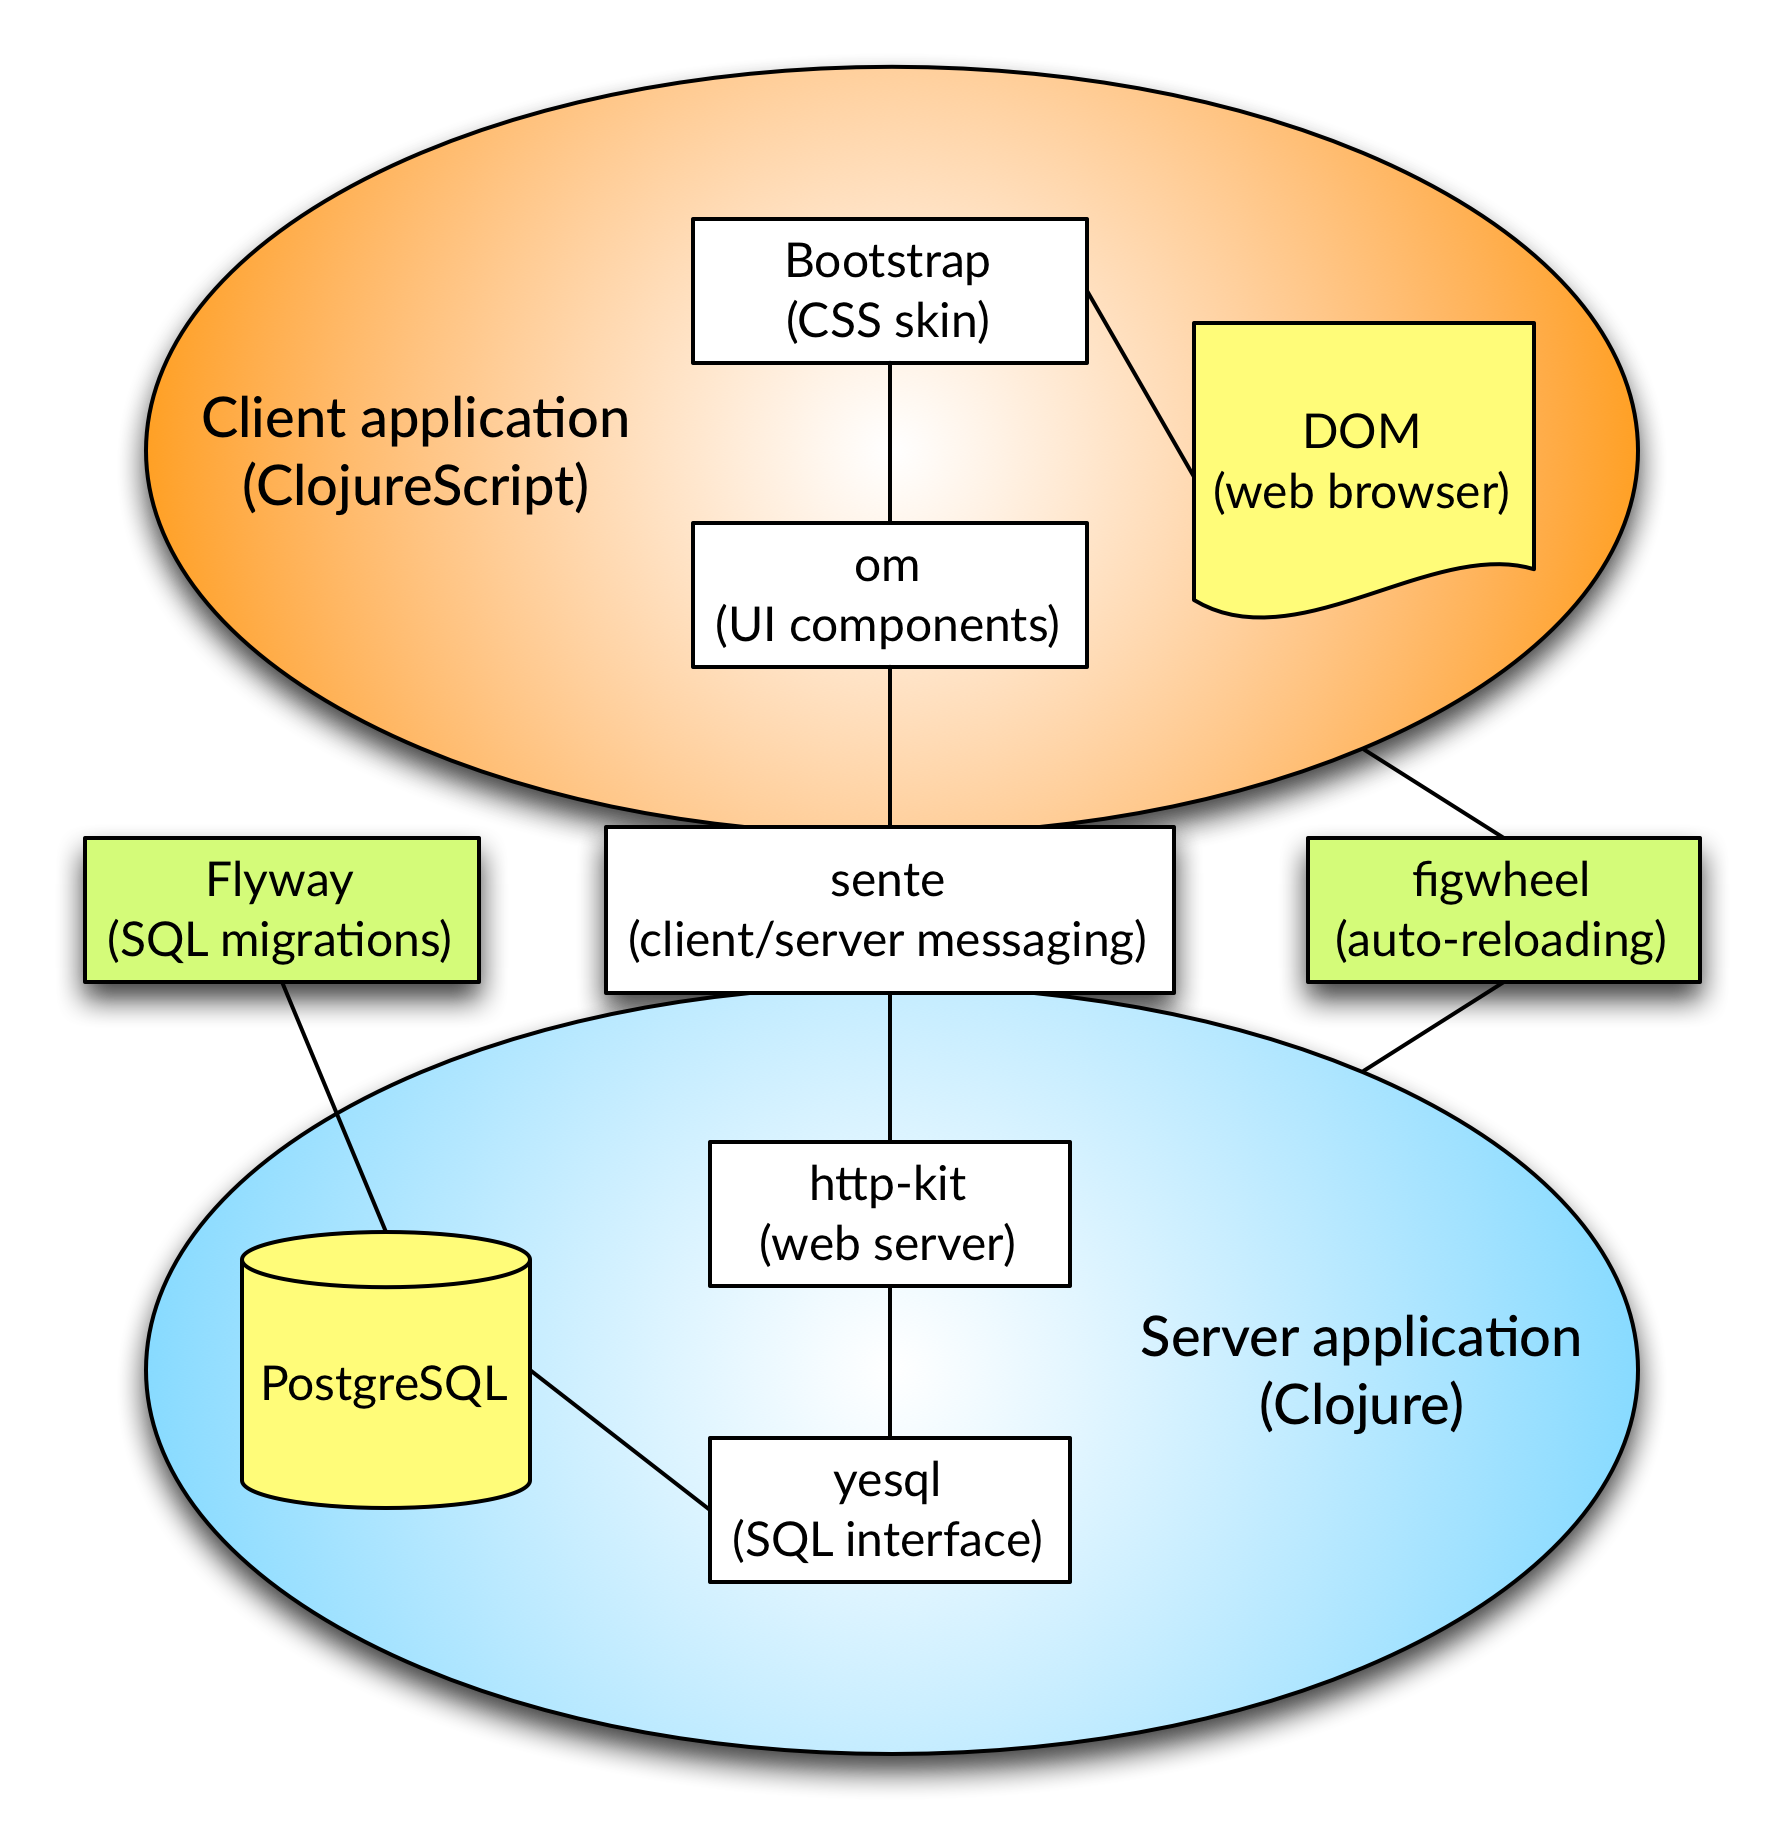 Bootstrap
(CSS skin)
Client application
(ClojureScript)
DOM
(web browser)
om
(UI components)
Flyway
(SQL migrations)
sente
(client/server messaging)
figwheel
(auto-reloading)
http-kit
(web server)
PostgreSQL
Server application
(Clojure)
yesql
(SQL interface)